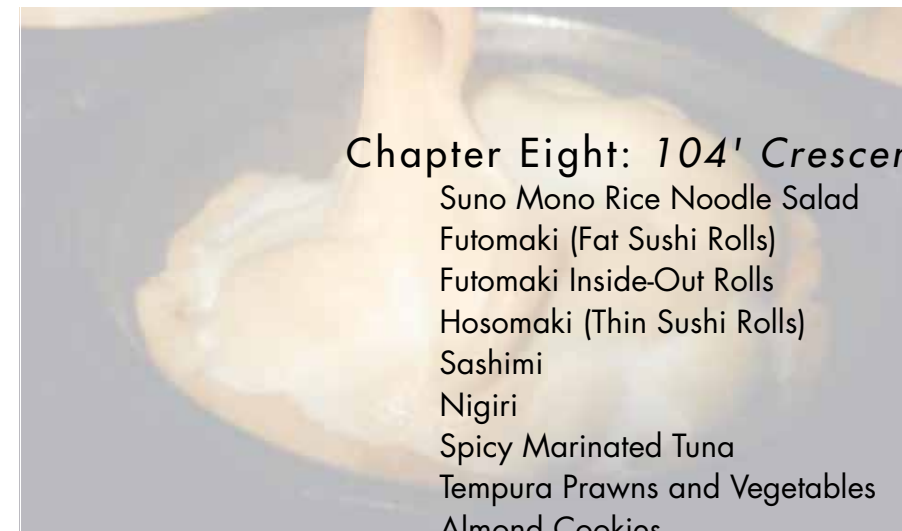 Chapter Eight: 104'
Suno Mono Rice Noodle Salad
Futomaki (Fat Sushi Rolls)
Futomaki Inside-Out Rolls
Hosomaki (Thin Sushi Rolls)
Sashimi
Nigiri
Spicy Marinated Tuna
Tempura Prawns and Vegetables
Almond Cookies